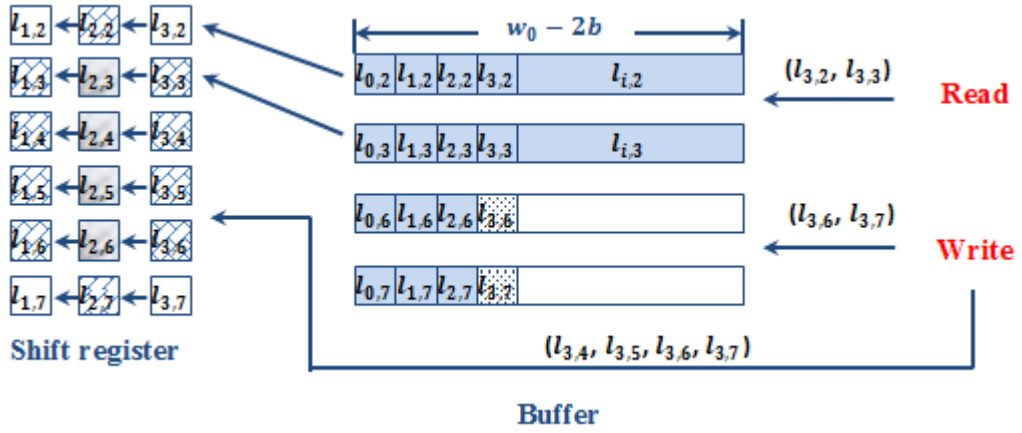 l1,2 l2,2 l3,2
l1,3 l2,3 l3,3
l1,4 l2,4 l3,4
l1,5 l2,5 l3,5
l1,6 l2,6 l3,6
l1,7 l2,7 l3,7
Shift register
w0 − 2b
l0,2 l1,2 l2,2 l3,2 li,2
l0,3 l1,3 l2,3 l3,3 li,3
l0,6 l1,6 l2,6 l3,6
l0,7 l1,7 l2,7 l3,7
(l3,2, l3,3)
Read
(l3,6, l3,7)
Write
(l3,4, l3,5, l3,6, l3,7)
Buffer